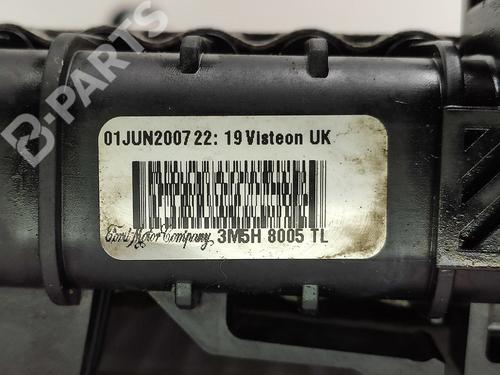 B-PARTS
01JUN2007 22: 19 Visteon UK
Ford Motor Company 3M5H 8005 TL